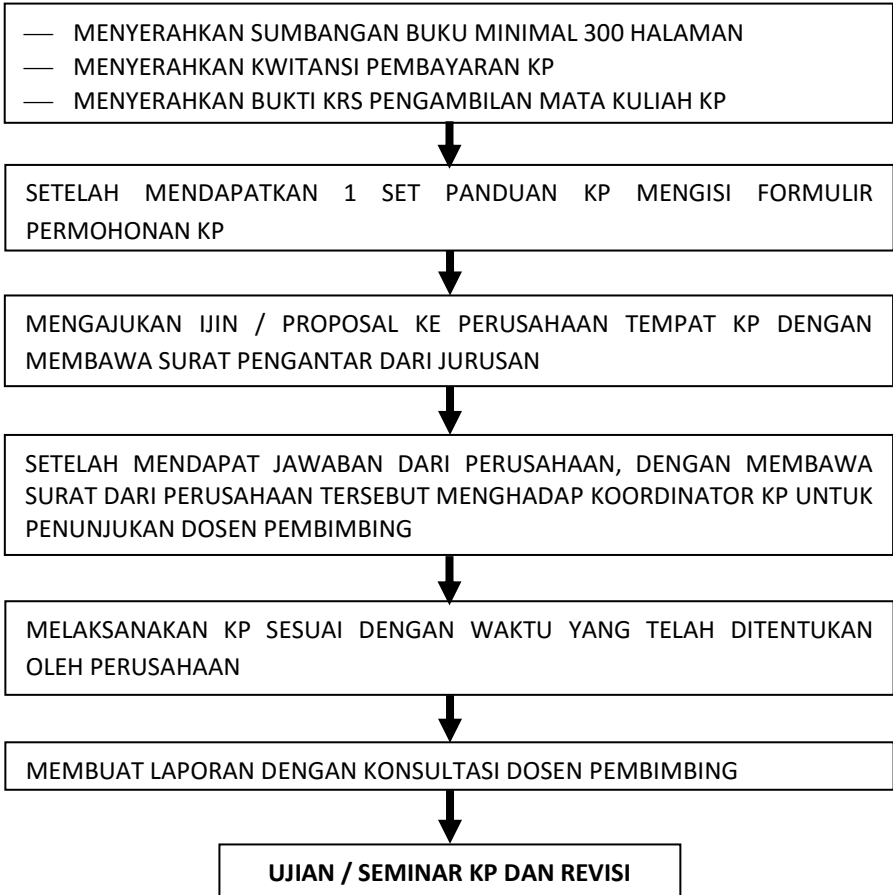 — MENYERAHKAN SUMBANGAN BUKU MINIMAL 300 HALAMAN
— MENYERAHKAN KWITANSI PEMBAYARAN KP
— MENYERAHKAN BUKTI KRS PENGAMBILAN MATA KULIAH KP
SETELAH MENDAPATKAN 1 SET PANDUAN KP MENGISI FORMULIR
PERMOHONAN KP
MENGAJUKAN IJIN / PROPOSAL KE PERUSAHAAN TEMPAT KP DENGAN
MEMBAWA SURAT PENGANTAR DARI JURUSAN
SETELAH MENDAPAT JAWABAN DARI PERUSAHAAN, DENGAN MEMBAWA
SURAT DARI PERUSAHAAN TERSEBUT MENGHADAP KOORDINATOR KP UNTUK
PENUNJUKAN DOSEN PEMBIMBING
MELAKSANAKAN KP SESUAI DENGAN WAKTU YANG TELAH DITENTUKAN
OLEH PERUSAHAAN
MEMBUAT LAPORAN DENGAN KONSULTASI DOSEN PEMBIMBING
UJIAN / SEMINAR KP DAN REVISI